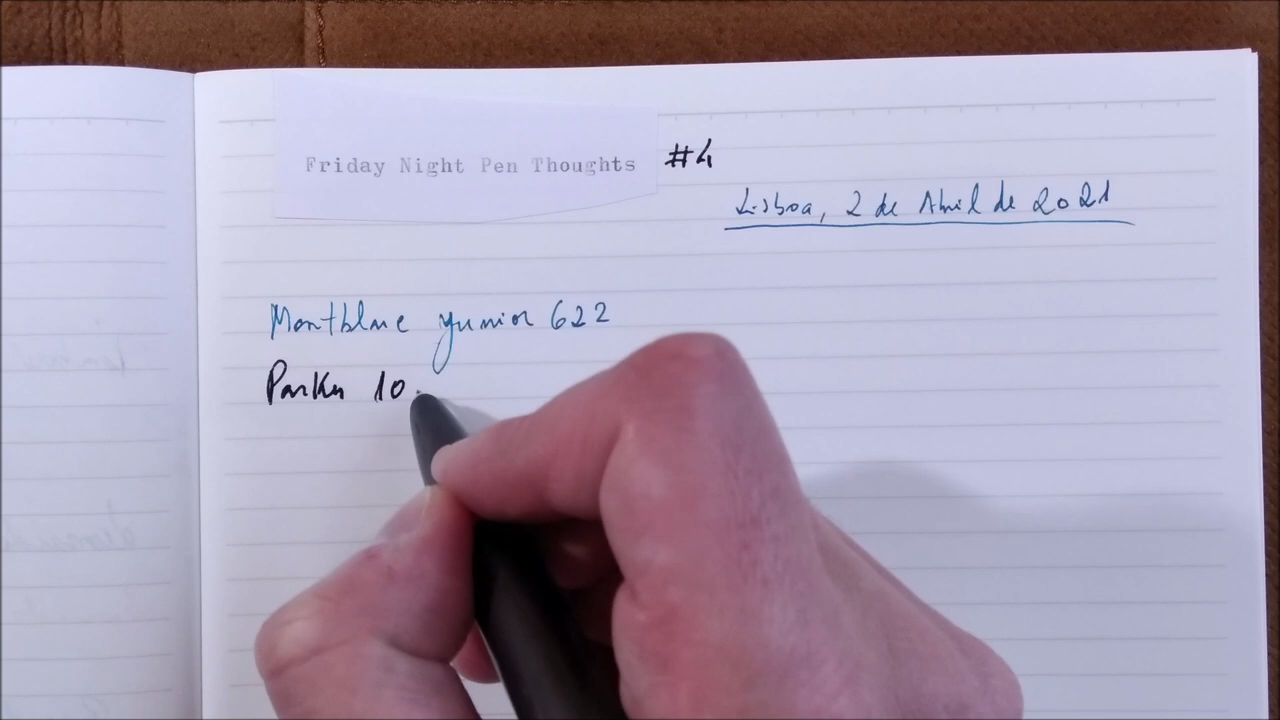 Friday Night Pen Thoughts #4
Lisboa, 2 de Abril de 2021
Montblanc Junior 622
Parker 10